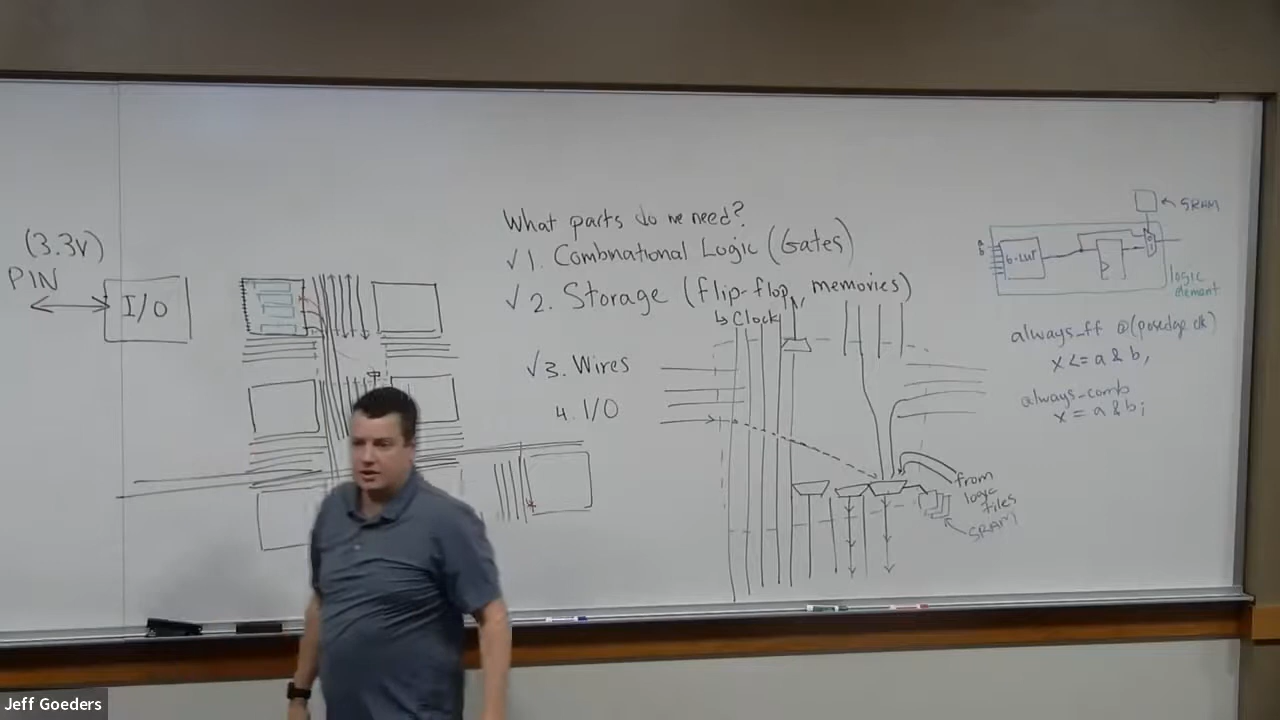 (3.3V)
PIN
I/O
What parts do we need?
✓ 1. Combnational Logic (Gates)
✓ 2. Storage (flip-flop, memories)
↳ Clock
✓ 3. Wires
4. I/O
from
logic
tiles
SRAM
SRAM
6-LUT
logic
element
always_ff @(posedge clk)
x <= a & b;
always_comb
x = a & b;
Jeff Goeders